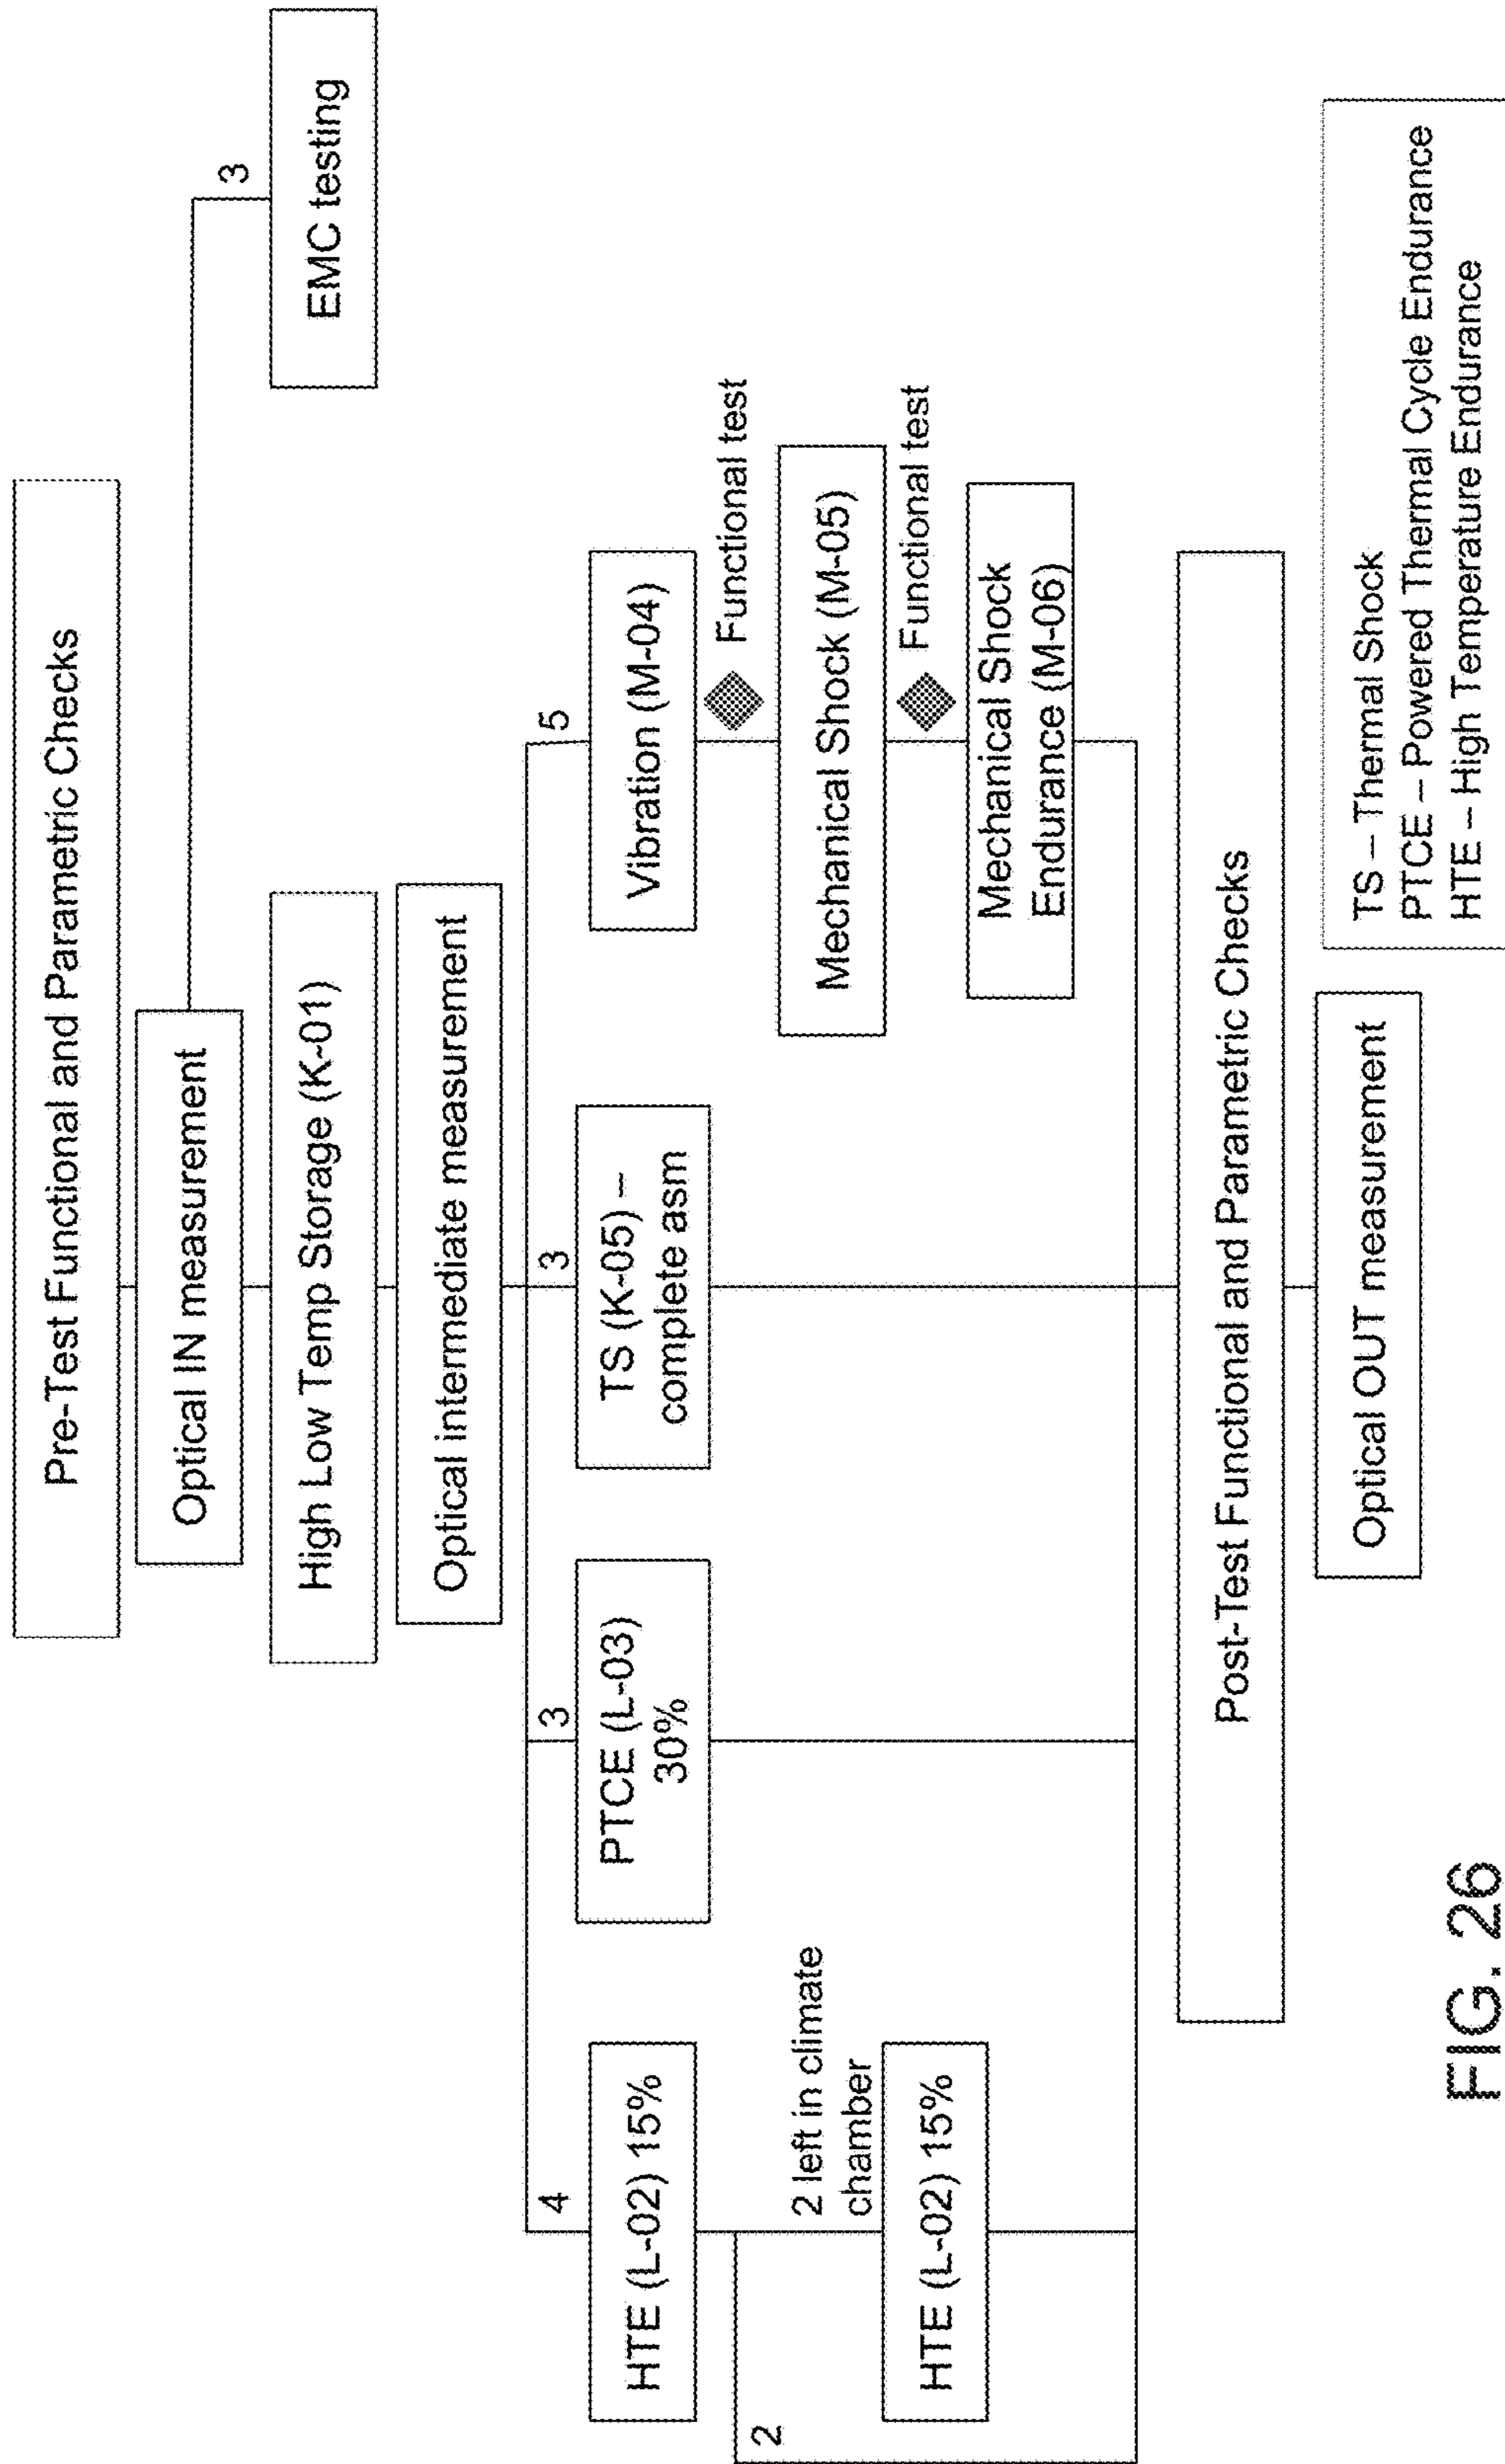 Pre-Test Functional and Parametric Checks
Optical IN measurement
3
EMC testing
High Low Temp Storage (K-01)
Optical intermediate measurement
4
HTE (L-02) 15%
2
2 left in climate
chamber
HTE (L-02) 15%
3
PTCE (L-03)
30%
3
TS (K-05) –
complete asm
5
Vibration (M-04)
Functional test
Mechanical Shock (M-05)
Functional test
Mechanical Shock
Endurance (M-06)
Post-Test Functional and Parametric Checks
Optical OUT measurement
TS – Thermal Shock
PTCE – Powered Thermal Cycle Endurance
HTE – High Temperature Endurance
FIG. 26